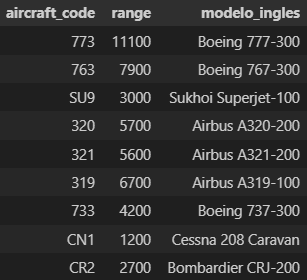 aircraft_code range modelo_ingles
773 11100 Boeing 777-300
763 7900 Boeing 767-300
SU9 3000 Sukhoi Superjet-100
320 5700 Airbus A320-200
321 5600 Airbus A321-200
319 6700 Airbus A319-100
733 4200 Boeing 737-300
CN1 1200 Cessna 208 Caravan
CR2 2700 Bombardier CRJ-200